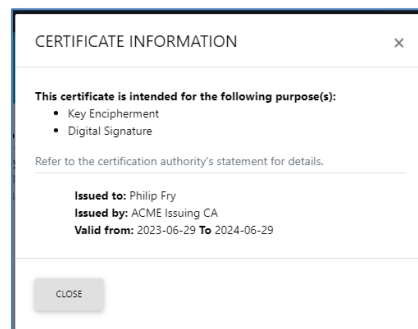 CERTIFICATE INFORMATION ×
This certificate is intended for the following purpose(s):
• Key Encipherment
• Digital Signature
Refer to the certification authority's statement for details.
Issued to: Philip Fry
Issued by: ACME Issuing CA
Valid from: 2023-06-29 To 2024-06-29
CLOSE